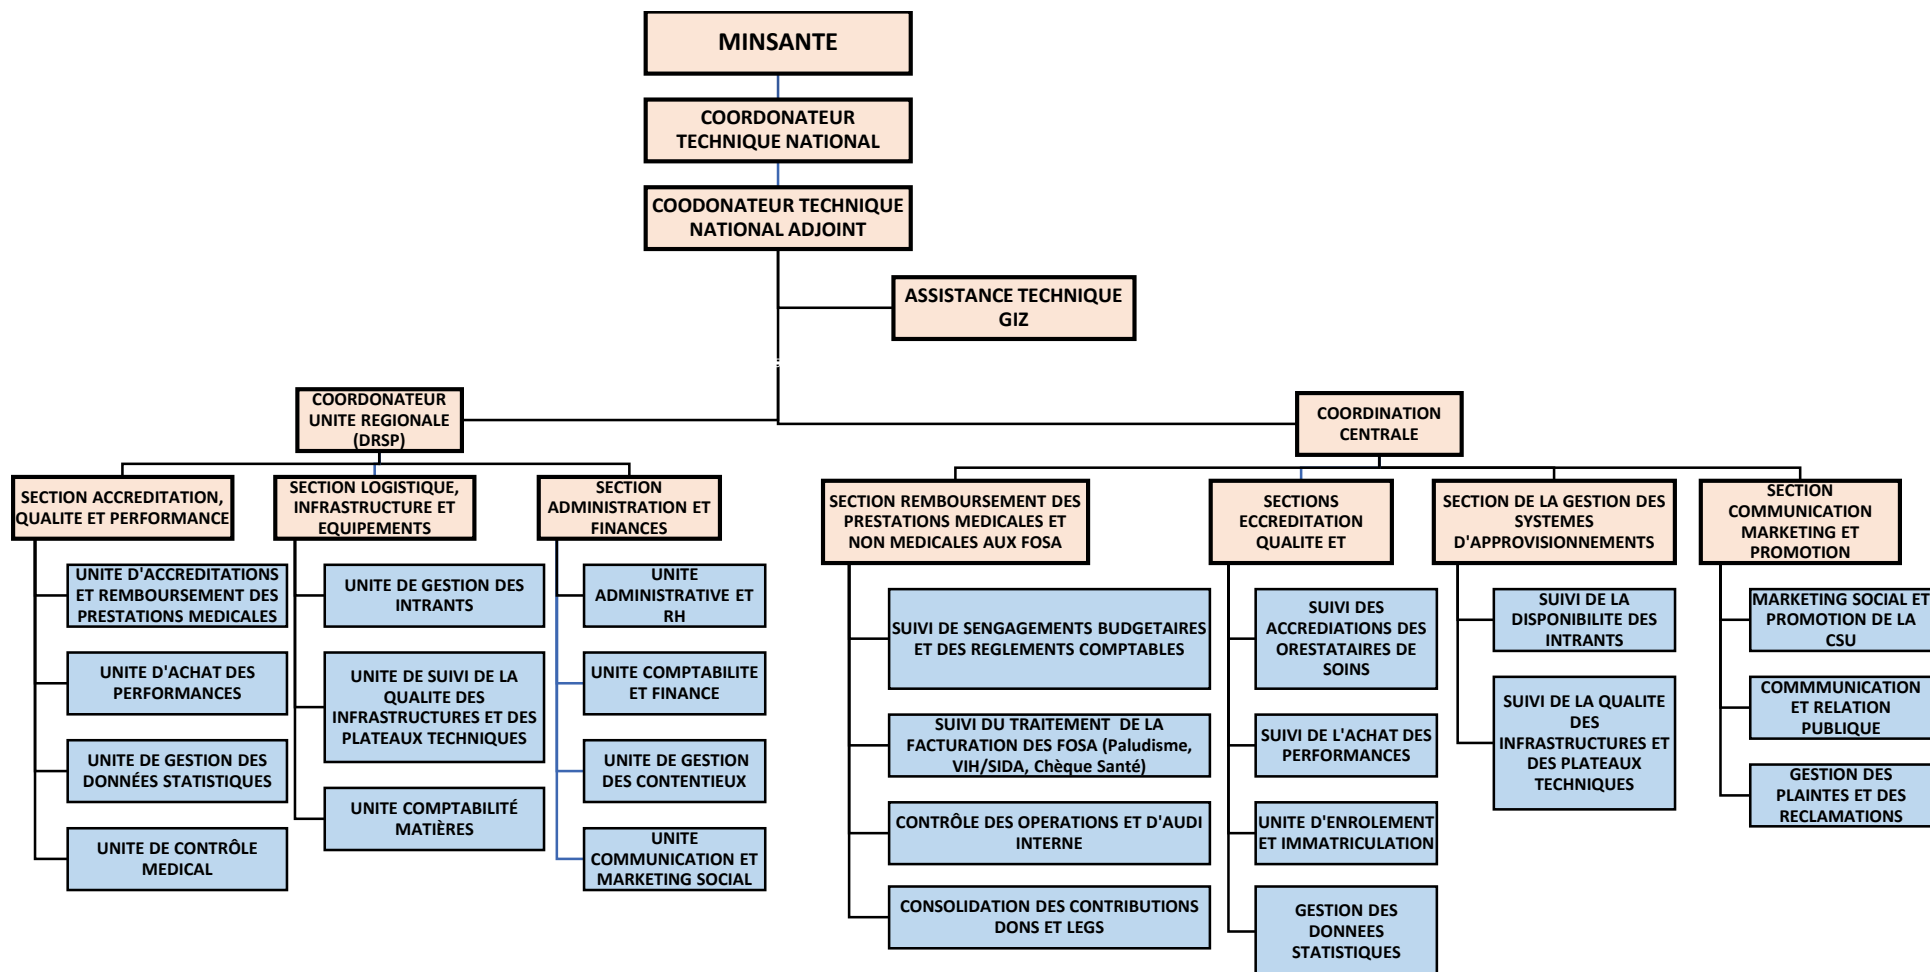 MINSANTE
COORDONATEUR
TECHNIQUE NATIONAL
COODONATEUR TECHNIQUE
NATIONAL ADJOINT
ASSISTANCE TECHNIQUE
GIZ
COORDONATEUR
UNITE REGIONALE
(DRSP)
COORDINATION
CENTRALE
SECTION ACCREDITATION,
QUALITE ET PERFORMANCE
SECTION LOGISTIQUE,
INFRASTRUCTURE ET
EQUIPEMENTS
SECTION
ADMINISTRATION ET
FINANCES
SECTION REMBOURSEMENT DES
PRESTATIONS MEDICALES ET
NON MEDICALES AUX FOSA
SECTIONS
ECCREDITATION
QUALITE ET
SECTION DE LA GESTION DES
SYSTEMES
D'APPROVISIONNEMENTS
SECTION
COMMUNICATION
MARKETING ET
PROMOTION
UNITE D'ACCREDITATIONS
ET REMBOURSEMENT DES
PRESTATIONS MEDICALES
UNITE D'ACHAT DES
PERFORMANCES
UNITE DE GESTION DES
DONNÉES STATISTIQUES
UNITE DE CONTRÔLE
MEDICAL
UNITE DE GESTION DES
INTRANTS
UNITE DE SUIVI DE LA
QUALITE DES
INFRASTRUCTURES ET DES
PLATEAUX TECHNIQUES
UNITE COMPTABILITÉ
MATIÈRES
UNITE
ADMINISTRATIVE ET
RH
UNITE COMPTABILITE
ET FINANCE
UNITE DE GESTION
DES CONTENTIEUX
UNITE
COMMUNICATION ET
MARKETING SOCIAL
SUIVI DE SENGAGEMENTS BUDGETAIRES
ET DES REGLEMENTS COMPTABLES
SUIVI DU TRAITEMENT DE LA
FACTURATION DES FOSA (Paludisme,
VIH/SIDA, Chèque Santé)
CONTRÔLE DES OPERATIONS ET D'AUDI
INTERNE
CONSOLIDATION DES CONTRIBUTIONS
DONS ET LEGS
SUIVI DES
ACCREDIATIONS DES
ORESTATAIRES DE
SOINS
SUIVI DE L'ACHAT DES
PERFORMANCES
UNITE D'ENROLEMENT
ET IMMATRICULATION
GESTION DES
DONNEES
STATISTIQUES
SUIVI DE LA
DISPONIBILITE DES
INTRANTS
SUIVI DE LA QUALITE
DES
INFRASTRUCTURES ET
DES PLATEAUX
TECHNIQUES
MARKETING SOCIAL ET
PROMOTION DE LA
CSU
COMMMUNICATION
ET RELATION
PUBLIQUE
GESTION DES
PLAINTES ET DES
RECLAMATIONS